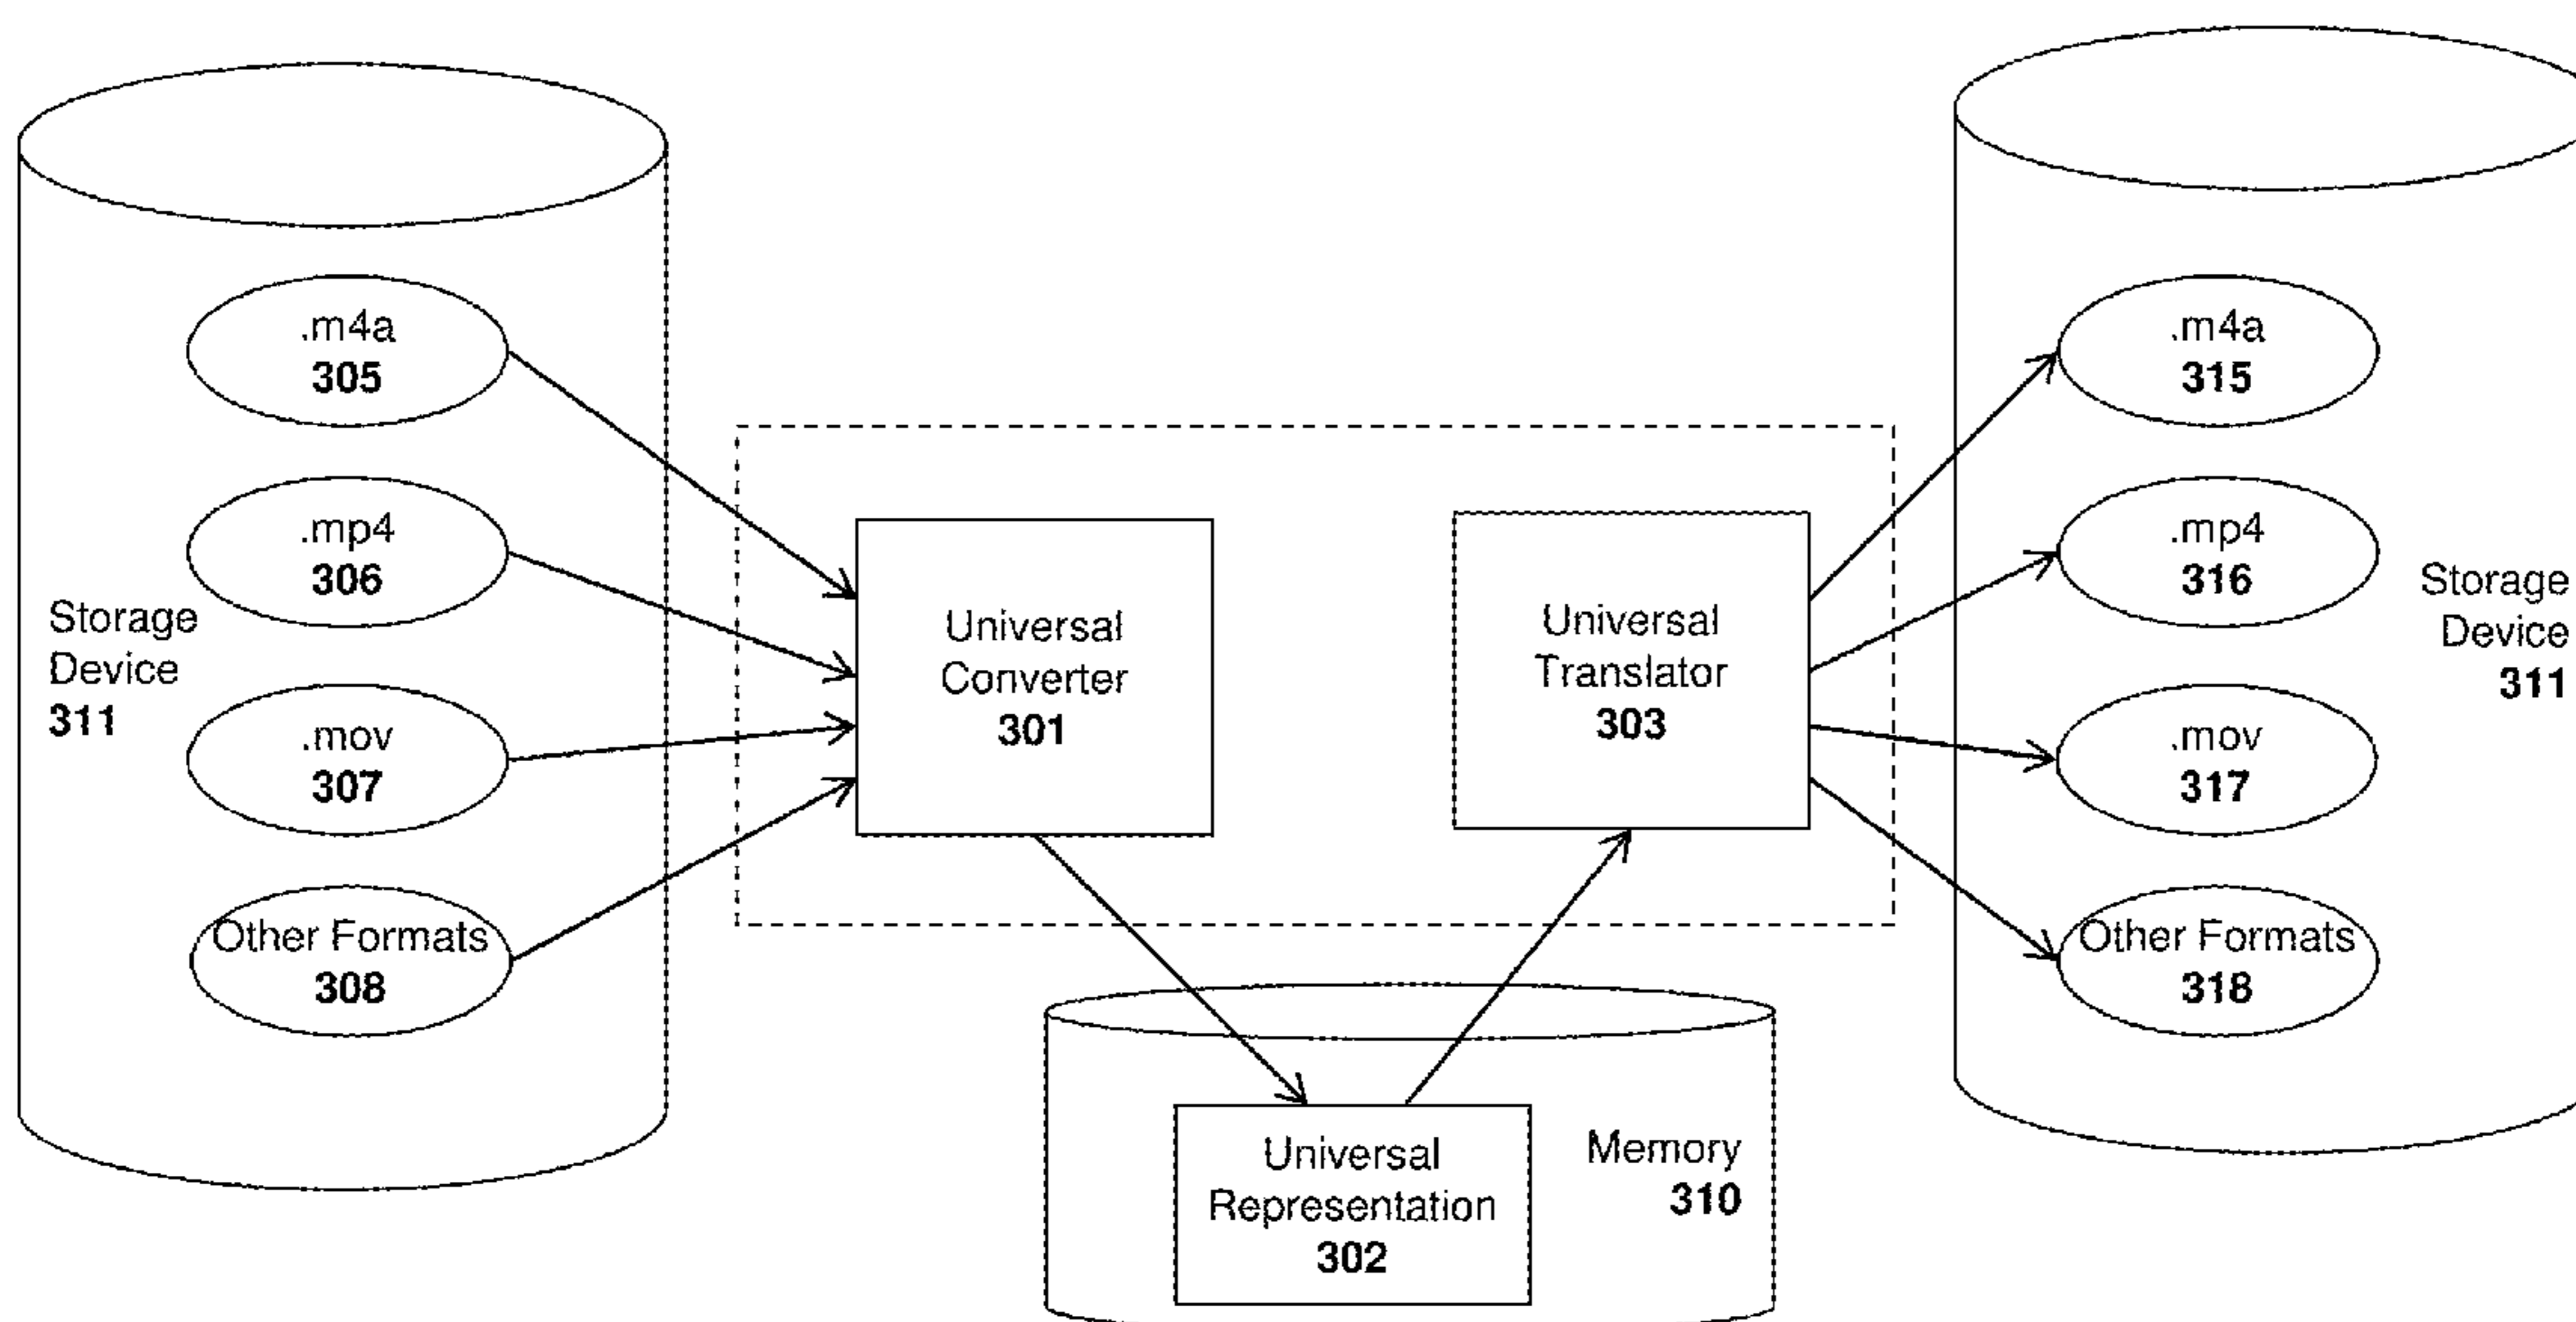 .m4a
305
.mp4
306
Storage
Device
311
.mov
307
Other Formats
308
Universal
Converter
301
Universal
Translator
303
Universal
Representation
302
Memory
310
.m4a
315
.mp4
316
Storage
Device
311
.mov
317
Other Formats
318